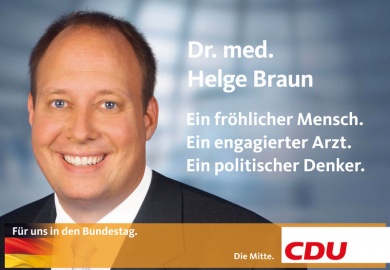 Dr. med.
Helge Braun
Ein fröhlicher Mensch.
Ein engagierter Arzt.
Ein politischer Denker.
Für uns in den Bundestag.
Die Mitte.
CDU